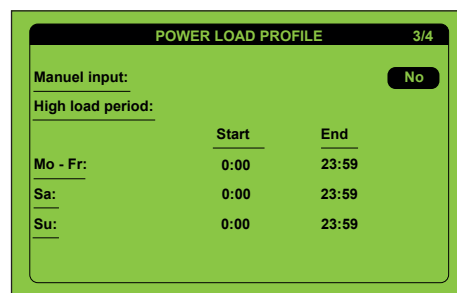 POWER LOAD PROFILE 3/4
Manuel input: No
High load period:
Start End
Mo - Fr: 0:00 23:59
Sa: 0:00 23:59
Su: 0:00 23:59